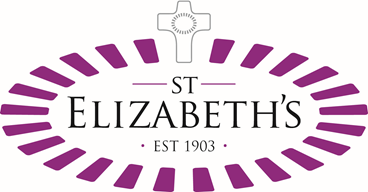 ST
ELIZABETH'S
• EST 1903 •